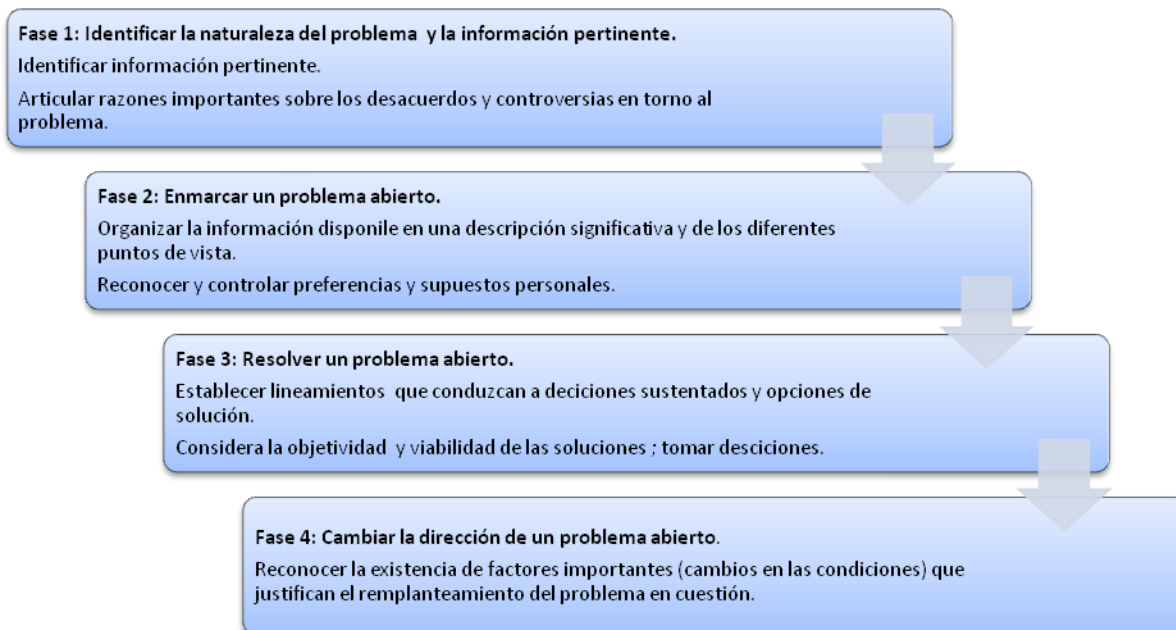 Fase 1: Identificar la naturaleza del problema y la información pertinente.
Identificar información pertinente.
Articular razones importantes sobre los desacuerdos y controversias en torno al
problema.
Fase 2: Enmarcar un problema abierto.
Organizar la información disponile en una descripción significativa y de los diferentes
puntos de vista.
Reconocer y controlar preferencias y supuestos personales.
Fase 3: Resolver un problema abierto.
Establecer lineamientos que conduzcan a deciciones sustentados y opciones de
solución.
Considera la objetividad y viabilidad de las soluciones ; tomar desciciones.
Fase 4: Cambiar la dirección de un problema abierto.
Reconocer la existencia de factores importantes (cambios en las condiciones) que
justifican el remplanteamiento del problema en cuestión.